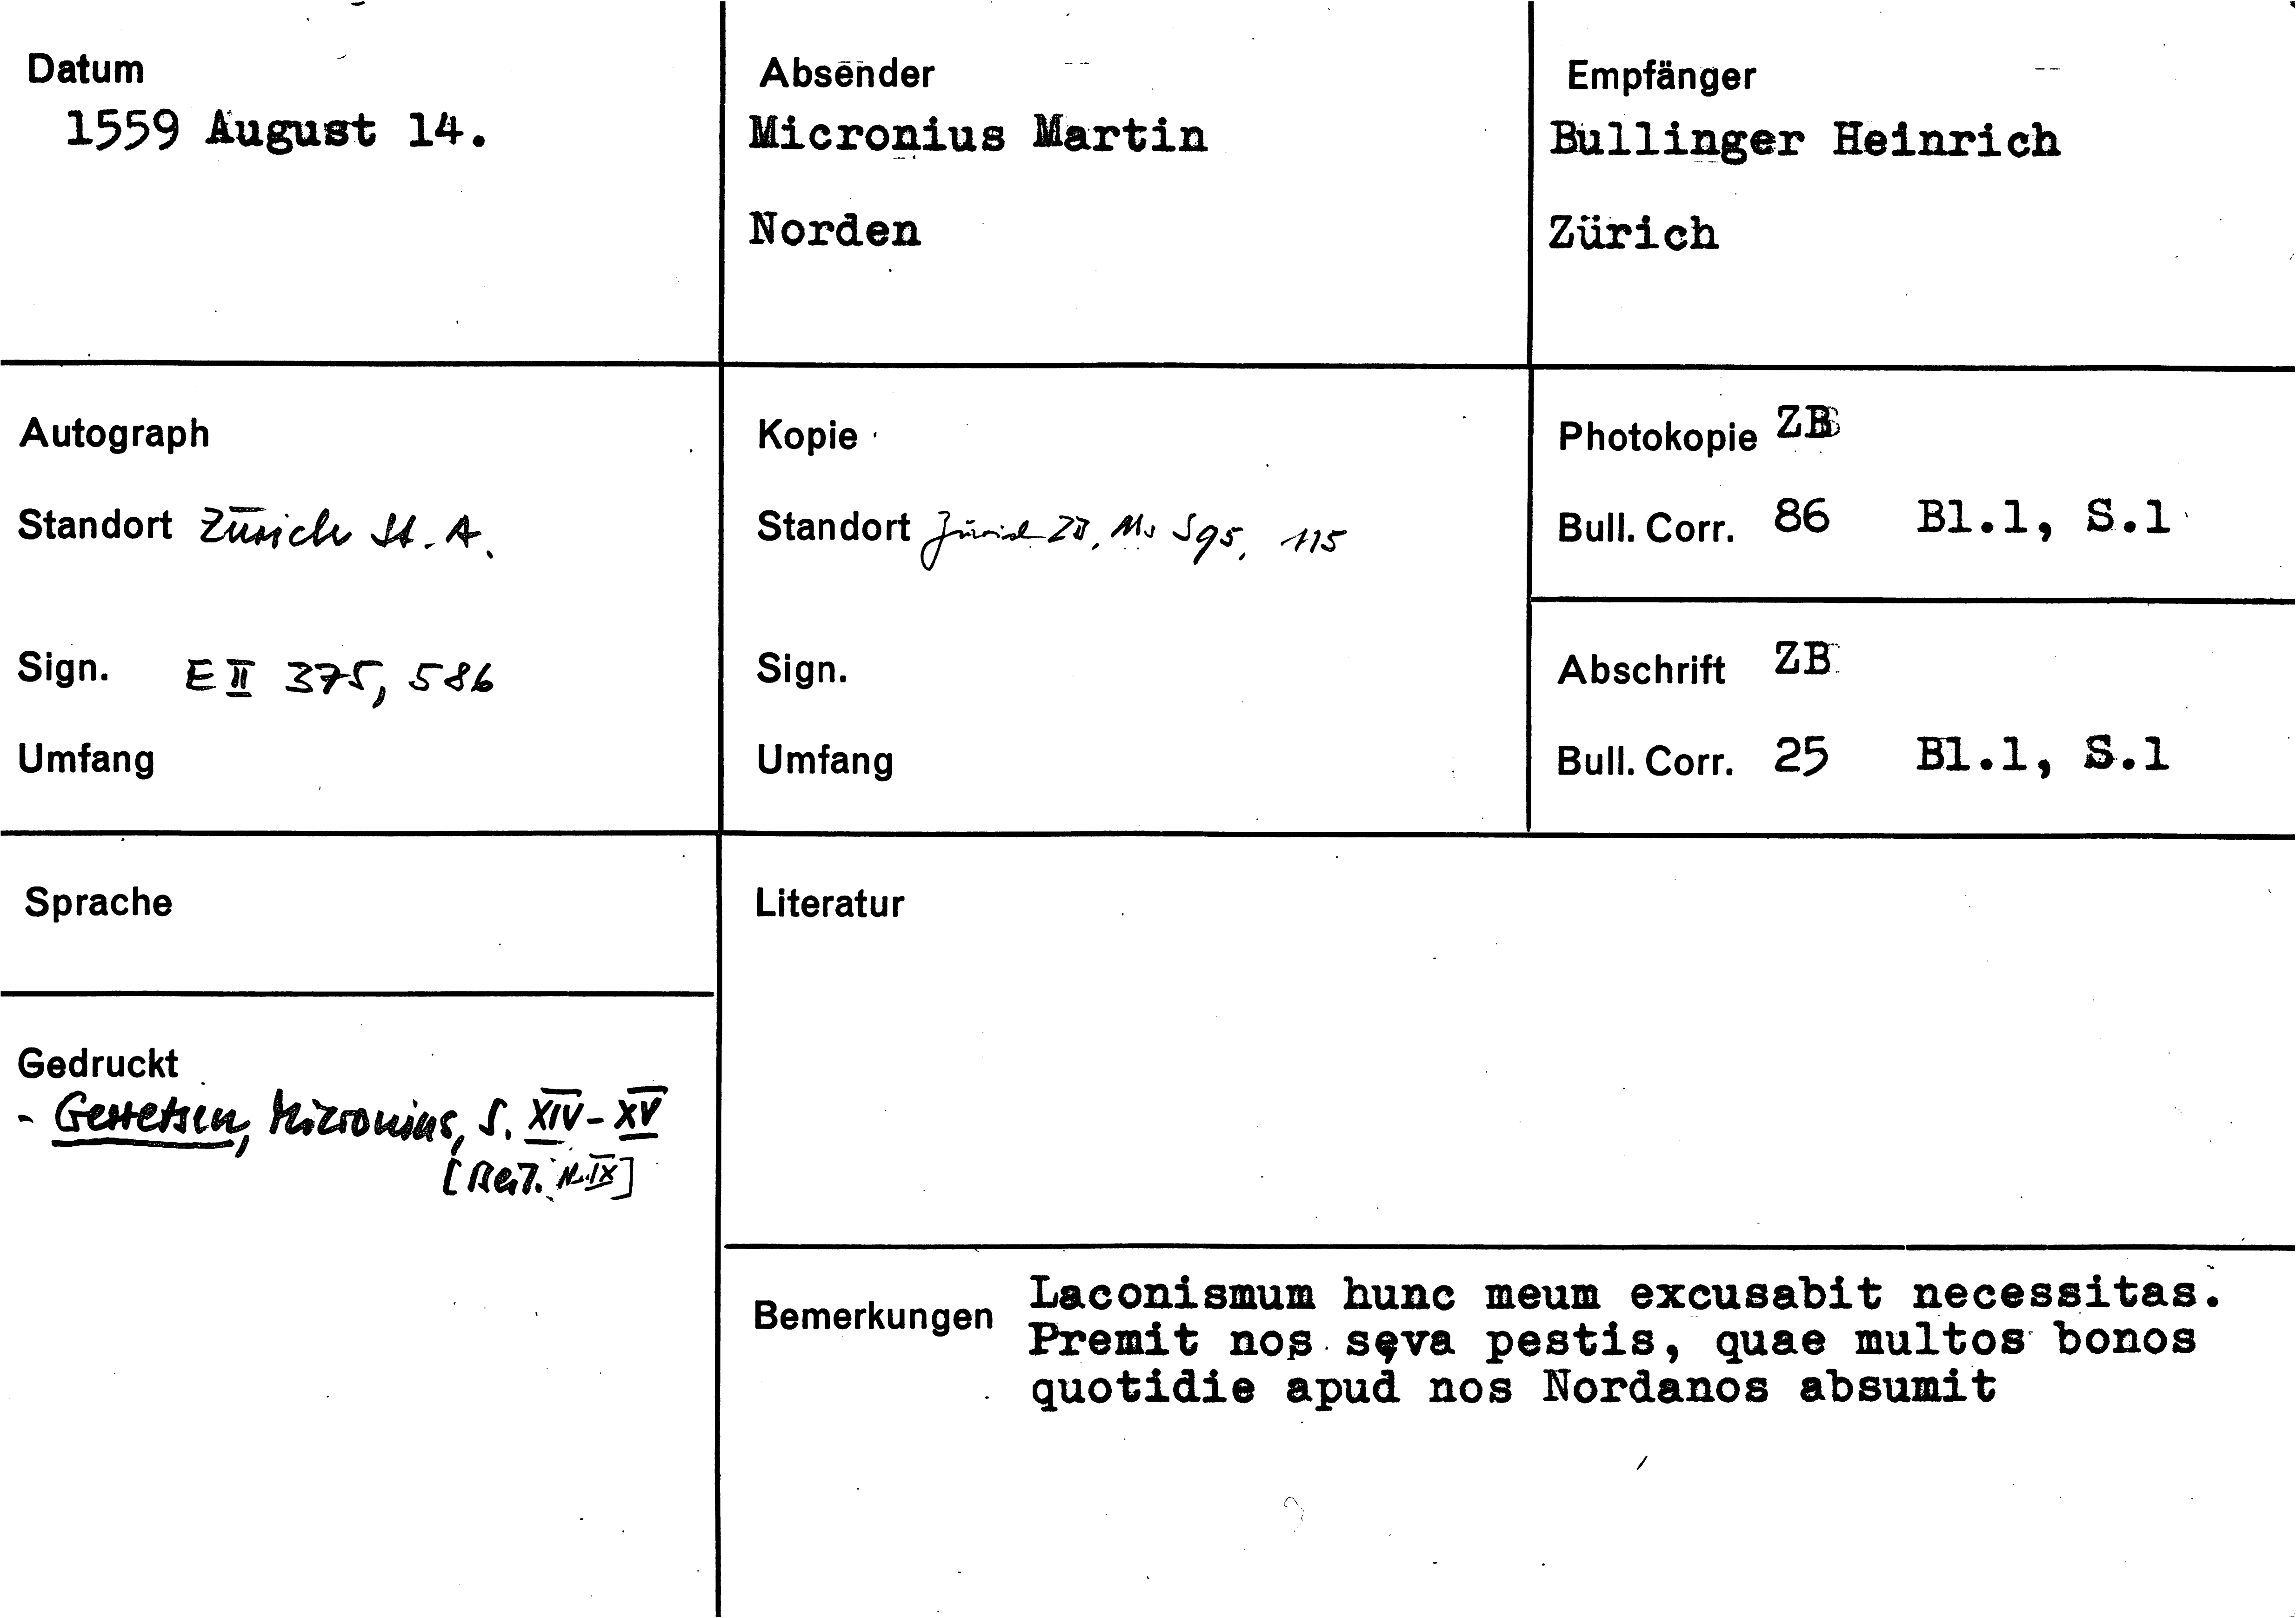 Datum
1559 August 14.
Absender
Micronius Martin
Norden
Empfänger
Bullinger Heinrich
Zürich
Autograph
Standort Zürich St. A.
Sign. E II 375, 586
Umfang
Kopie
Standort Zürich ZB, Ms S 95, 115
Sign.
Umfang
Photokopie ZB
Bull. Corr. 86 Bl.1, S.1
Abschrift ZB
Bull. Corr. 25 Bl.1, S.1
Sprache
Gedruckt
- Gerretsen, Micronius, S. XIV-XV
[IX]
Literatur
Bemerkungen
Laconismum hunc meum excusabit necessitas.
Premit nos sęva pestis, quae multos bonos
quotidie apud nos Nordanos absumit